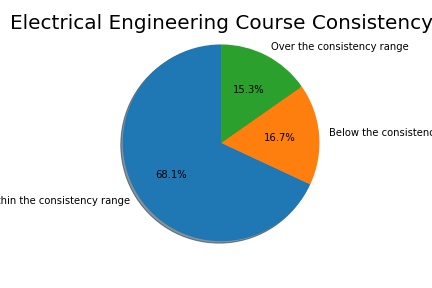 Electrical Engineering Course Consistency
Over the consistency range
15.3%
Below the
16.7%
68.1%
the consistency range